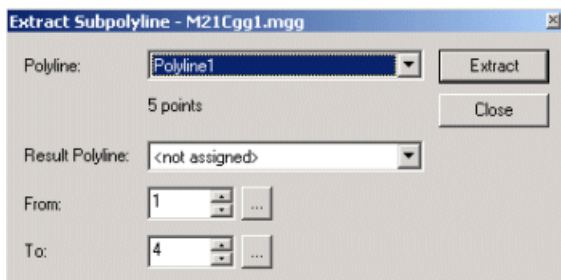 Extract Subpolyline - M21Cgg1.mgg
Polyline: Polyline1 Extract
5 points Close
Result Polyline: <not assigned>
From: 1 ...
To: 4 ...